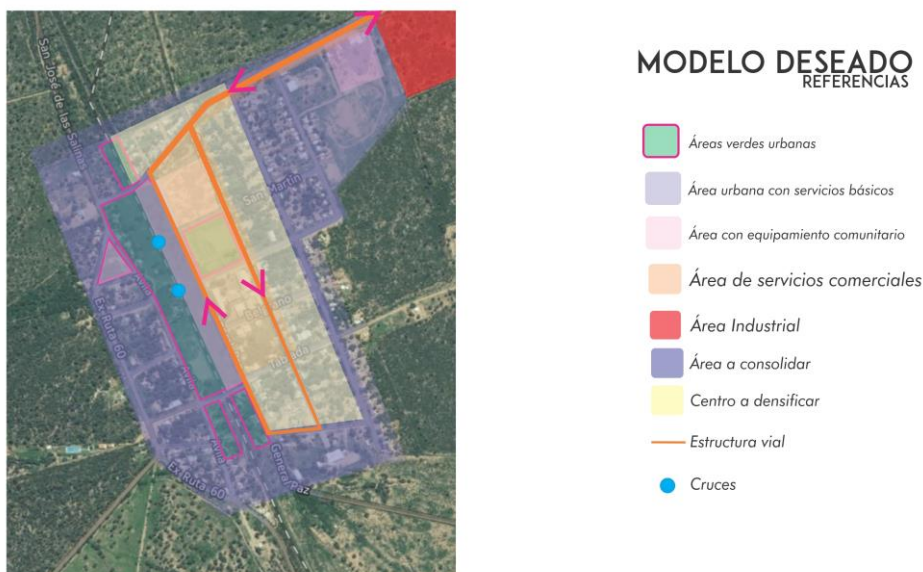 MODELO DESEADO
REFERENCIAS
Áreas verdes urbanas
Área urbana con servicios básicos
Área con equipamiento comunitario
Área de servicios comerciales
Área Industrial
Área a consolidar
Centro a densificar
Estructura vial
Cruces
San José de las Salinas
San Martín
Ex Ruta 60
Tablada
General Paz
Ex Ruta 60